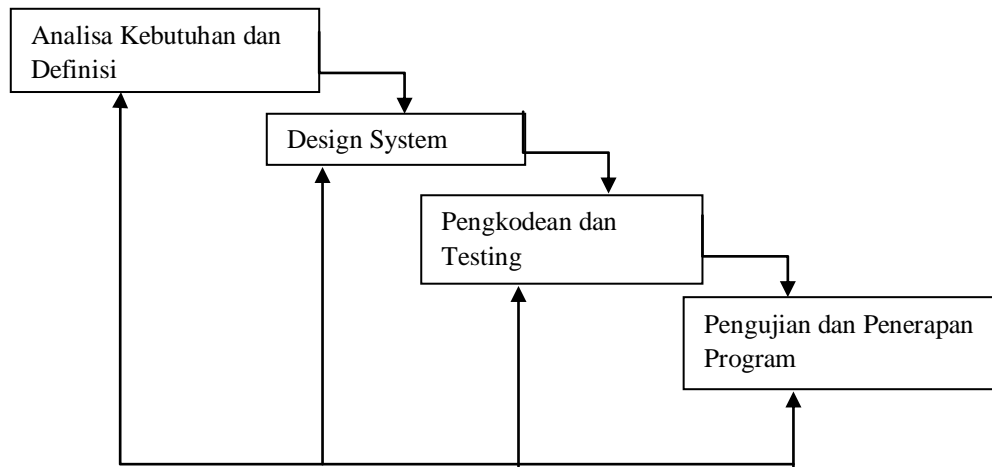 Analisa Kebutuhan dan
Definisi
Design System
Pengkodean dan
Testing
Pengujian dan Penerapan
Program